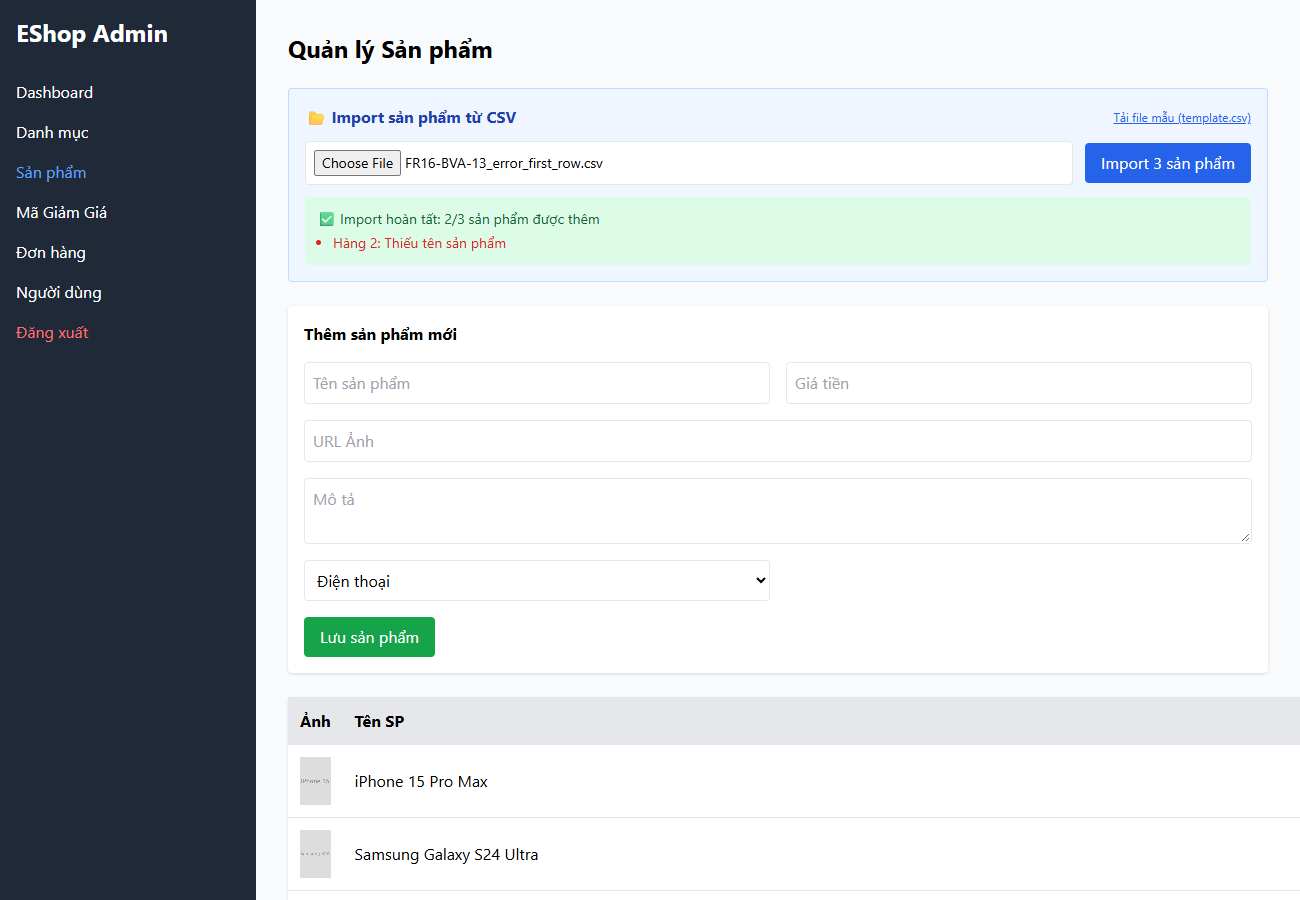 EShop Admin
Dashboard
Danh mục
Sản phẩm
Mã Giảm Giá
Đơn hàng
Người dùng
Đăng xuất
Quản lý Sản phẩm
Import sản phẩm từ CSV
Tải file mẫu (template.csv)
Choose File FR16-BVA-13_error_first_row.csv
Import 3 sản phẩm
Import hoàn tất: 2/3 sản phẩm được thêm
Hàng 2: Thiếu tên sản phẩm
Thêm sản phẩm mới
Tên sản phẩm
Giá tiền
URL Ảnh
Mô tả
Điện thoại
Lưu sản phẩm
Ảnh Tên SP
iPhone 15 Pro Max
Samsung Galaxy S24 Ultra